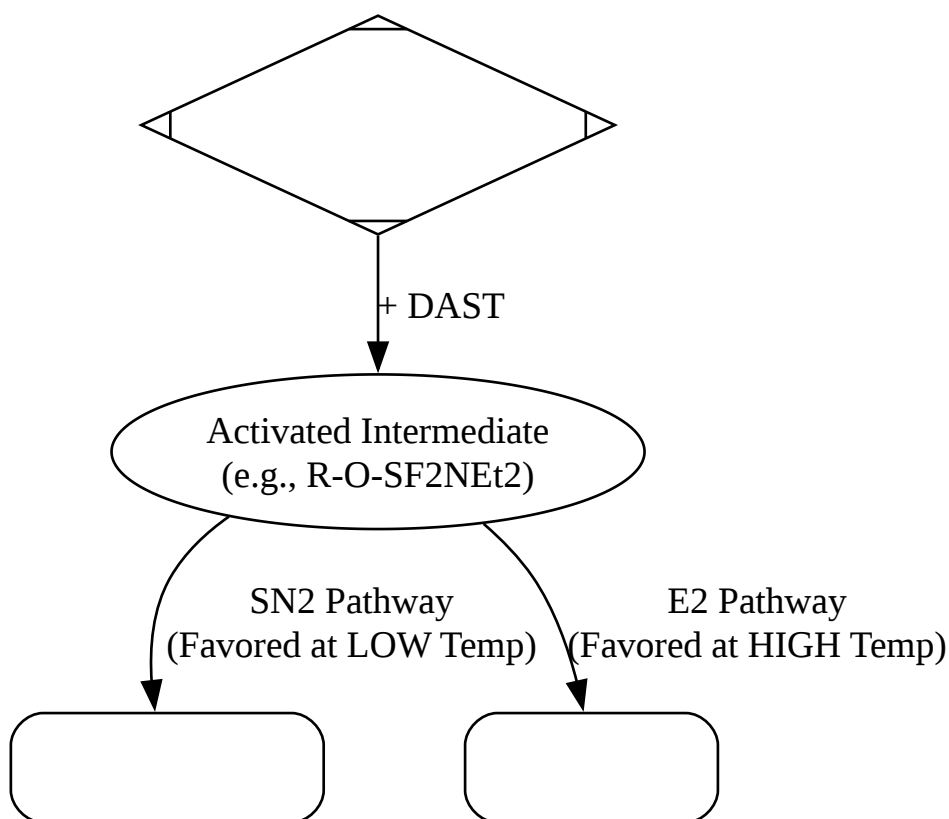 + DAST
Activated Intermediate
(e.g., R-O-SF2NEt2)
SN2 Pathway
(Favored at LOW Temp)
E2 Pathway
(Favored at HIGH Temp)